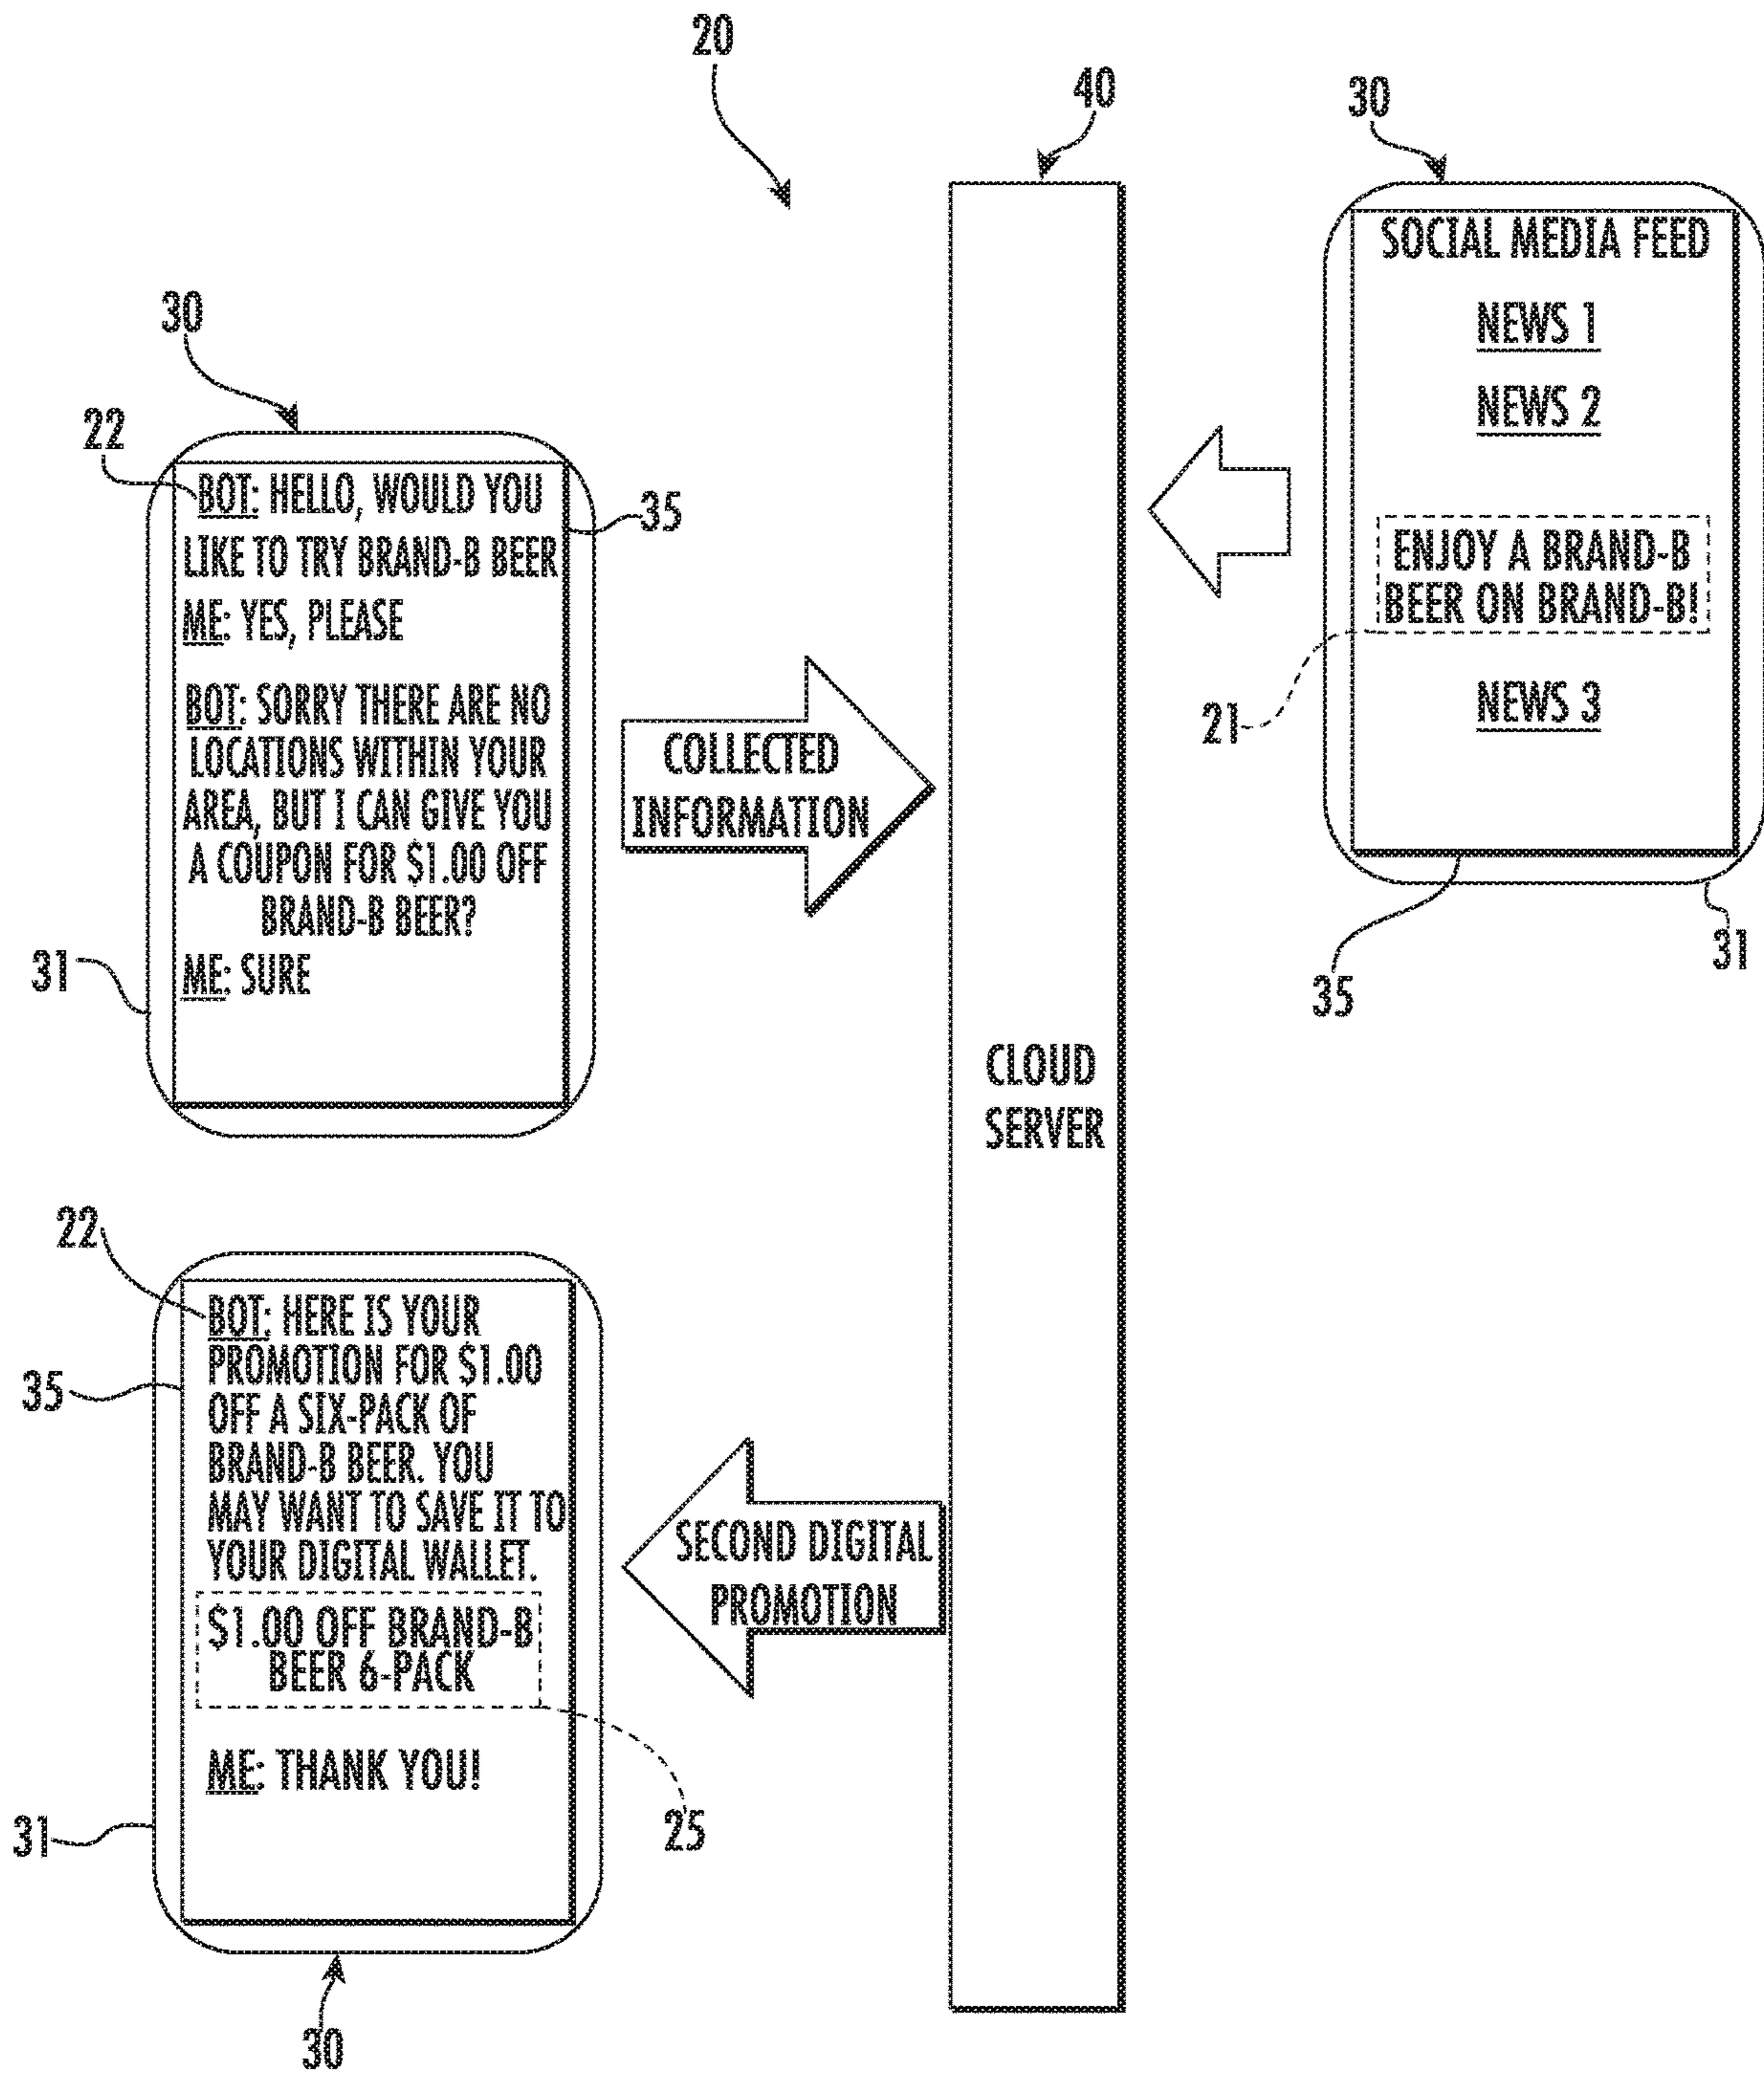 20
40
30
SOCIAL MEDIA FEED
NEWS 1
NEWS 2
ENJOY A BRAND-B
BEER ON BRAND-B!
21
NEWS 3
35
31
30
22
BOT: HELLO, WOULD YOU
LIKE TO TRY BRAND-B BEER
35
ME: YES, PLEASE
BOT: SORRY THERE ARE NO
LOCATIONS WITHIN YOUR
AREA, BUT I CAN GIVE YOU
A COUPON FOR $1.00 OFF
BRAND-B BEER?
ME: SURE
31
COLLECTED
INFORMATION
CLOUD
SERVER
22
BOT: HERE IS YOUR
PROMOTION FOR $1.00
35
OFF A SIX-PACK OF
BRAND-B BEER. YOU
MAY WANT TO SAVE IT TO
YOUR DIGITAL WALLET.
$1.00 OFF BRAND-B
BEER 6-PACK
ME: THANK YOU!
25
31
30
SECOND DIGITAL
PROMOTION